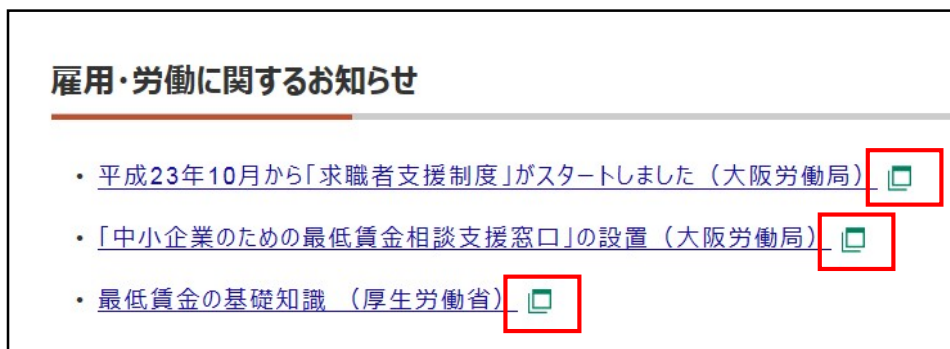 雇用・労働に関するお知らせ
・平成23年10月から「求職者支援制度」がスタートしました（大阪労働局）
・「中小企業のための最低賃金相談支援窓口」の設置（大阪労働局）
・最低賃金の基礎知識　（厚生労働省）